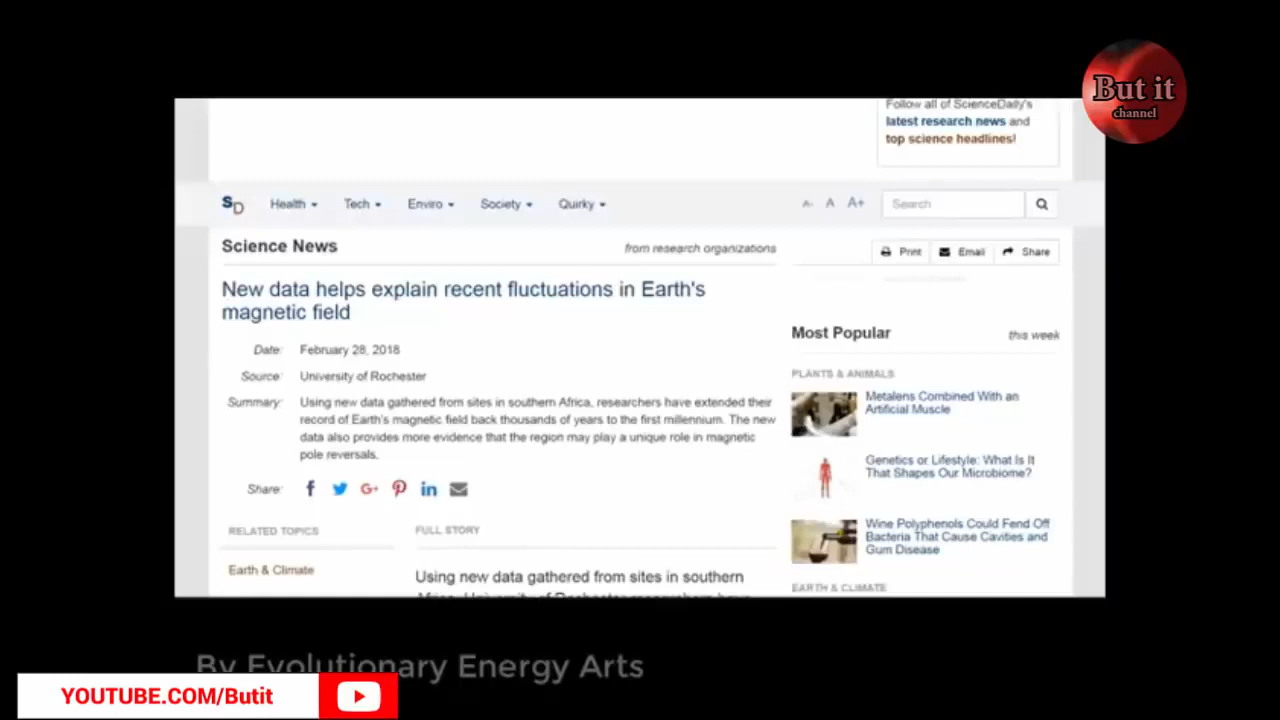 But it
channel
Follow all of ScienceDaily's
latest research news and
top science headlines!
SD
Health
Tech
Enviro
Society
Quirky
A- A A+
Search
Science News
from research organizations
Print
Email
Share
New data helps explain recent fluctuations in Earth's
magnetic field
Date: February 28, 2018
Source: University of Rochester
Summary: Using new data gathered from sites in southern Africa, researchers have extended their
record of Earth's magnetic field back thousands of years to the first millennium. The new
data also provides more evidence that the region may play a unique role in magnetic
pole reversals.
Share: f G+ in
RELATED TOPICS
Earth & Climate
FULL STORY
Using new data gathered from sites in southern
Africa, University of Rochester researchers have
Most Popular
this week
PLANTS & ANIMALS
Metalens Combined With an
Artificial Muscle
Genetics or Lifestyle: What Is It
That Shapes Our Microbiome?
Wine Polyphenols Could Fend Off
Bacteria That Cause Cavities and
Gum Disease
EARTH & CLIMATE
By Evolutionary Energy Arts
YOUTUBE.COM/Butit